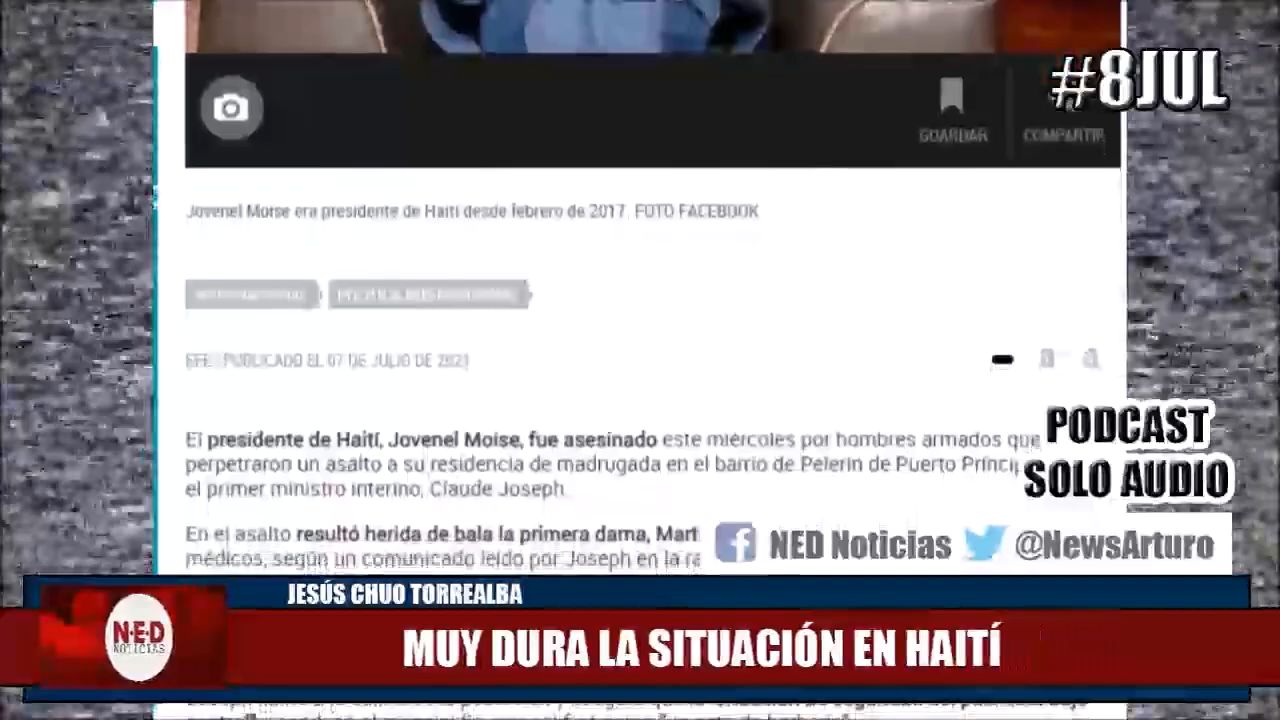 #8JUL
GUARDAR
COMPARTIR
Jovenel Moise era presidente de Haití desde febrero de 2017. FOTO FACEBOOK
EFE PUBLICADO EL 07 DE JULIO DE 2021
El presidente de Haití, Jovenel Moise, fue asesinado este miércoles por hombres armados que
perpetraron un asalto a su residencia de madrugada en el barrio de Pelerin de Puerto Prínci
el primer ministro interino, Claude Joseph.
En el asalto resultó herida de bala la primera dama, Mart
médicos, según un comunicado leído por Joseph en la ra
PODCAST
SOLO AUDIO
NED Noticias
@NewsArturo
JESÚS CHUO TORREALBA
N·E·D
NOTICIAS
MUY DURA LA SITUACIÓN EN HAITÍ